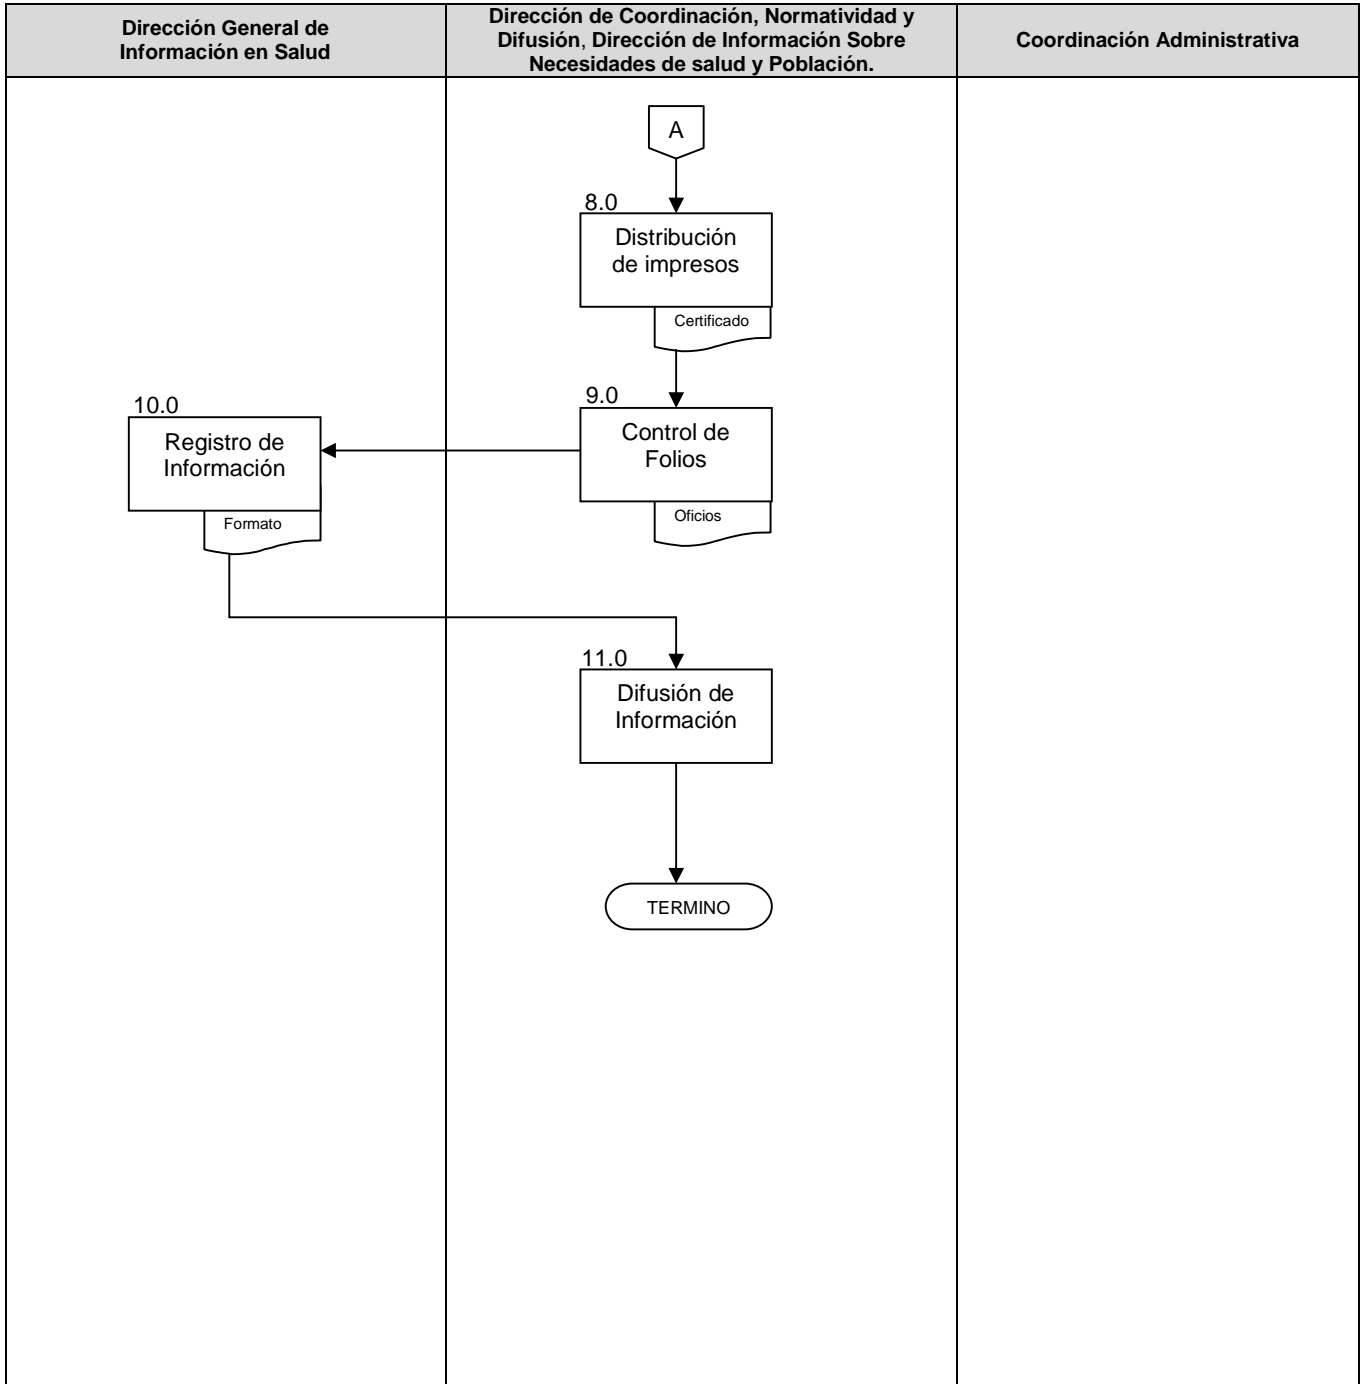 Dirección General de
Información en Salud
Dirección de Coordinación, Normatividad y
Difusión, Dirección de Información Sobre
Necesidades de salud y Población.
Coordinación Administrativa
A
8.0
Distribución
de impresos
Certificado
9.0
Control de
Folios
Oficios
10.0
Registro de
Información
Formato
11.0
Difusión de
Información
TERMINO